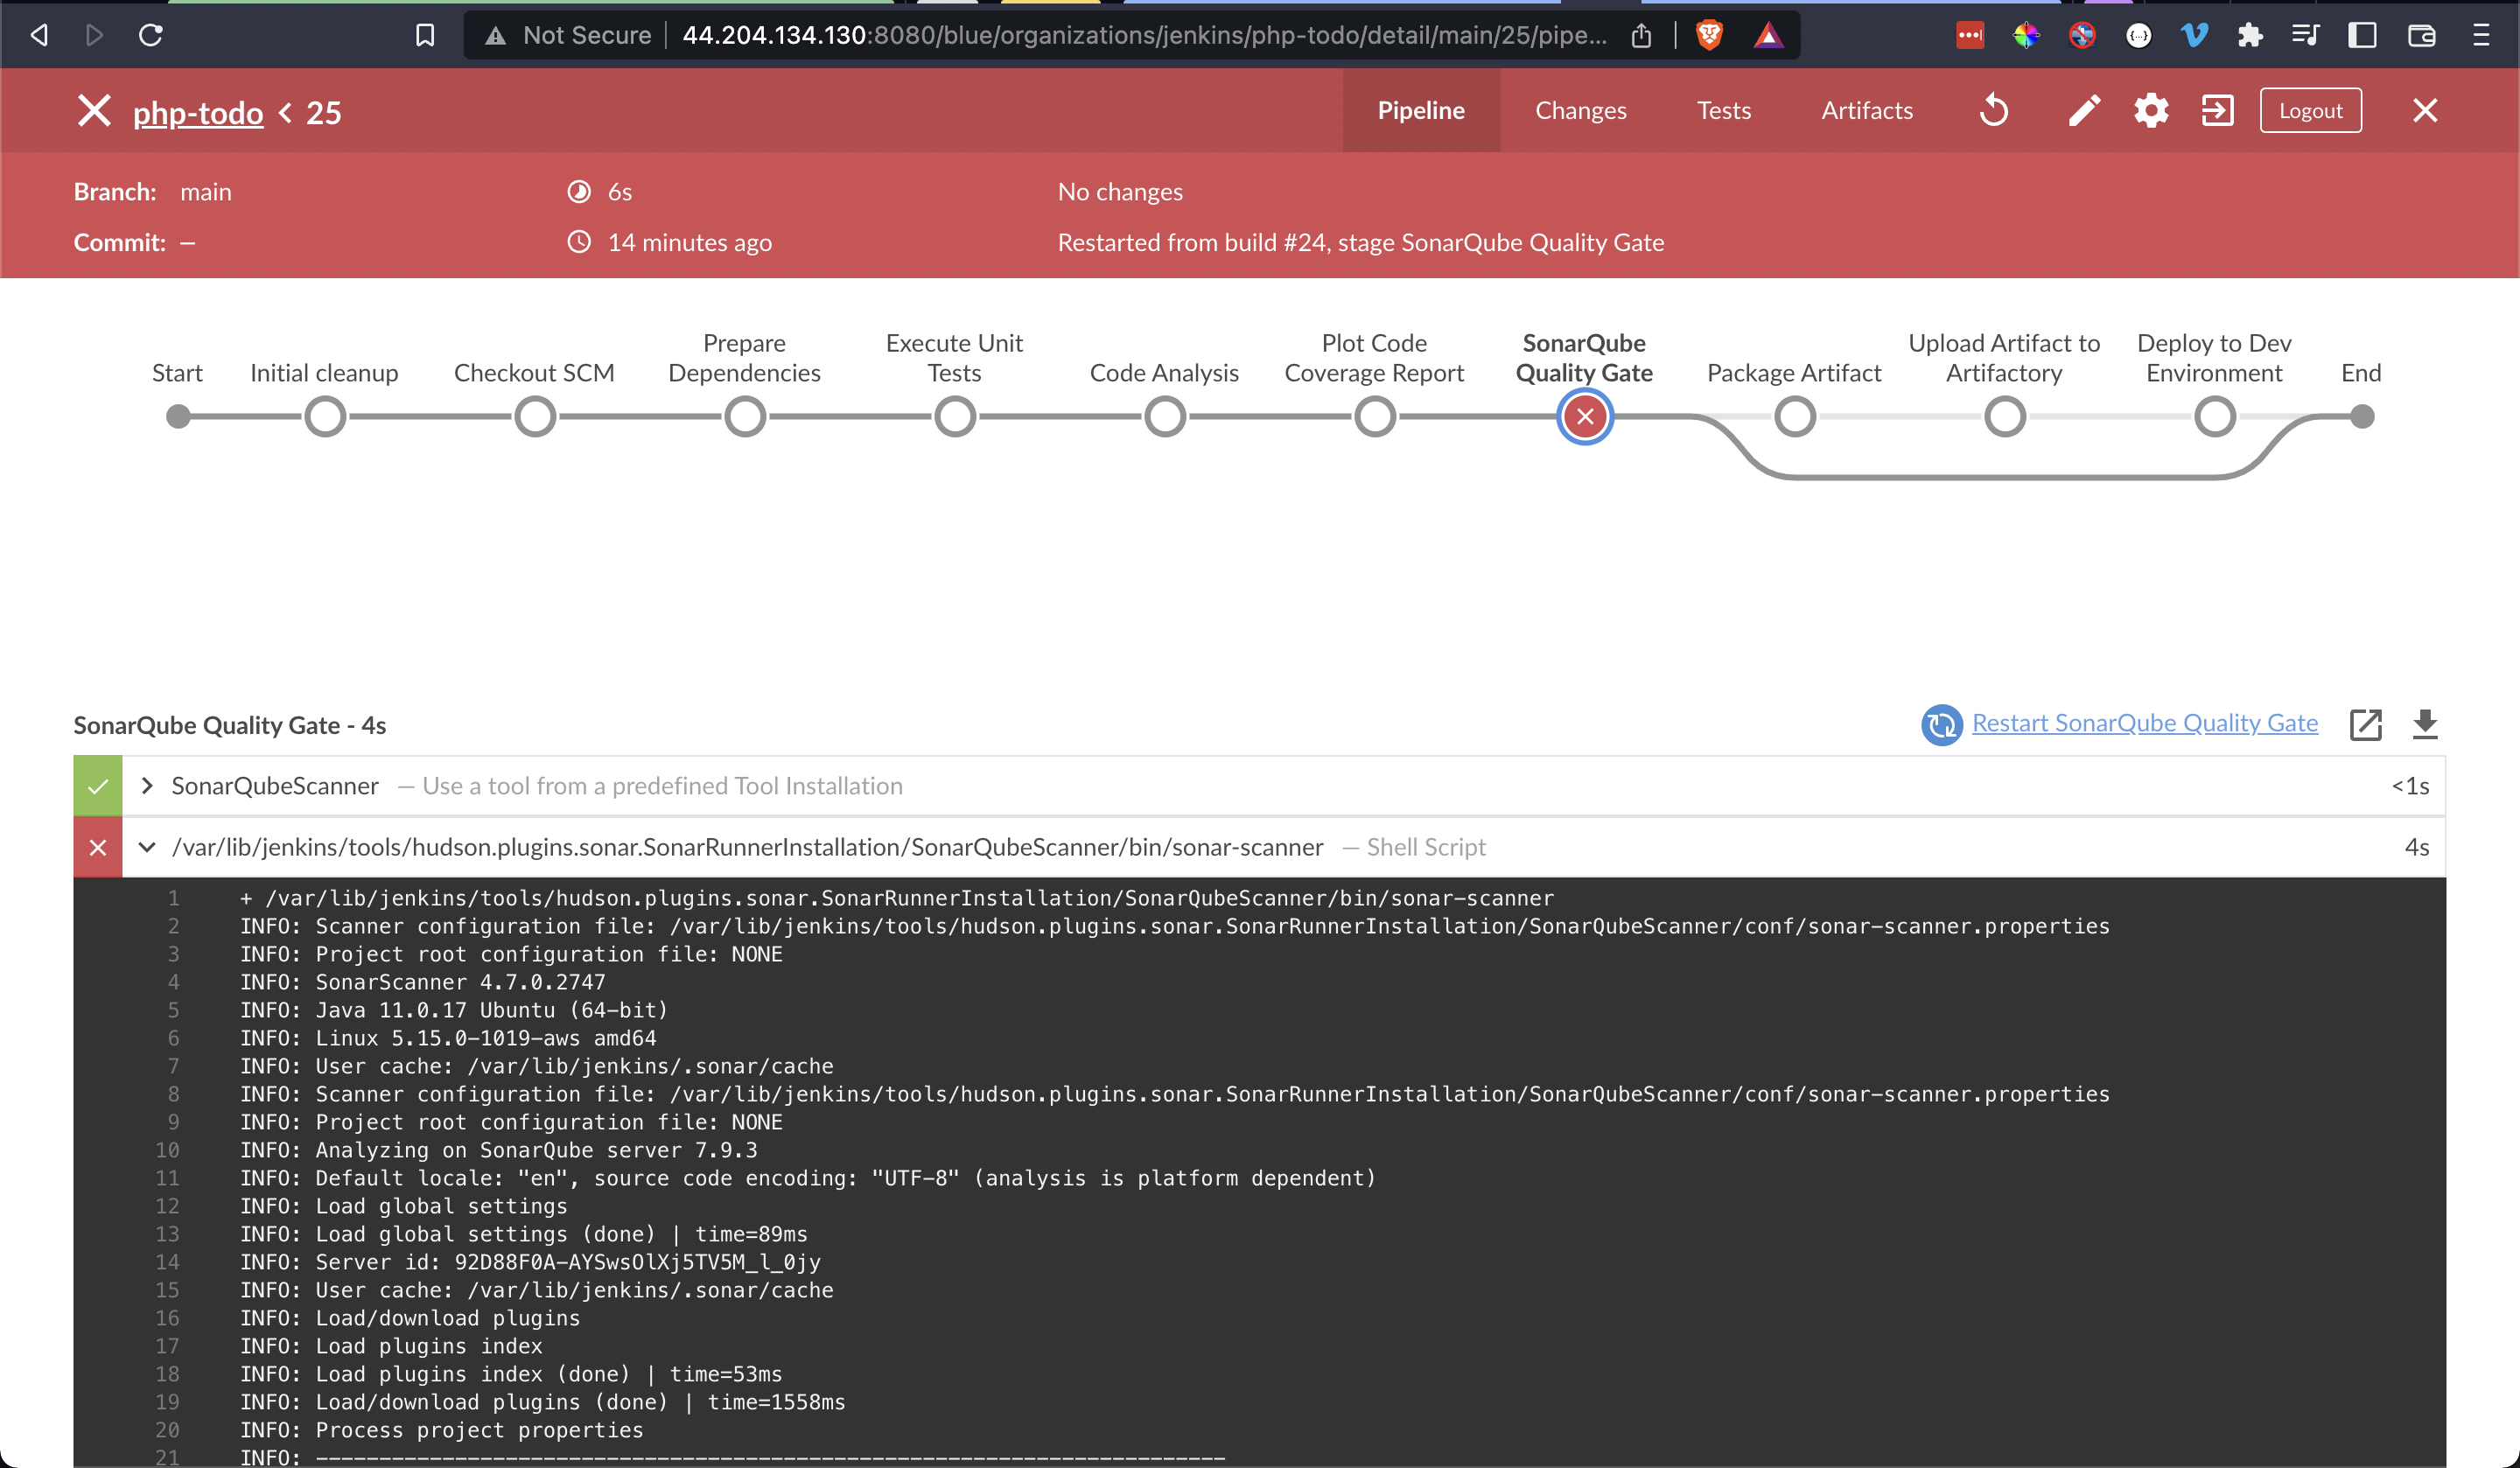 Not Secure 44.204.134.130:8080/blue/organizations/jenkins/php-todo/detail/main/25/pipe...
php-todo < 25
Pipeline Changes Tests Artifacts Logout
Branch: main 6s No changes
Commit: — 14 minutes ago Restarted from build #24, stage SonarQube Quality Gate
Start
Initial cleanup
Checkout SCM
Prepare
Dependencies
Execute Unit
Tests
Code Analysis
Plot Code
Coverage Report
SonarQube
Quality Gate
Package Artifact
Upload Artifact to
Artifactory
Deploy to Dev
Environment
End
SonarQube Quality Gate - 4s Restart SonarQube Quality Gate
SonarQubeScanner — Use a tool from a predefined Tool Installation <1s
/var/lib/jenkins/tools/hudson.plugins.sonar.SonarRunnerInstallation/SonarQubeScanner/bin/sonar-scanner — Shell Script 4s
1 + /var/lib/jenkins/tools/hudson.plugins.sonar.SonarRunnerInstallation/SonarQubeScanner/bin/sonar-scanner
2 INFO: Scanner configuration file: /var/lib/jenkins/tools/hudson.plugins.sonar.SonarRunnerInstallation/SonarQubeScanner/conf/sonar-scanner.properties
3 INFO: Project root configuration file: NONE
4 INFO: SonarScanner 4.7.0.2747
5 INFO: Java 11.0.17 Ubuntu (64-bit)
6 INFO: Linux 5.15.0-1019-aws amd64
7 INFO: User cache: /var/lib/jenkins/.sonar/cache
8 INFO: Scanner configuration file: /var/lib/jenkins/tools/hudson.plugins.sonar.SonarRunnerInstallation/SonarQubeScanner/conf/sonar-scanner.properties
9 INFO: Project root configuration file: NONE
10 INFO: Analyzing on SonarQube server 7.9.3
11 INFO: Default locale: "en", source code encoding: "UTF-8" (analysis is platform dependent)
12 INFO: Load global settings
13 INFO: Load global settings (done) | time=89ms
14 INFO: Server id: 92D88F0A-AYSwsOlXj5TV5M_l_0jy
15 INFO: User cache: /var/lib/jenkins/.sonar/cache
16 INFO: Load/download plugins
17 INFO: Load plugins index
18 INFO: Load plugins index (done) | time=53ms
19 INFO: Load/download plugins (done) | time=1558ms
20 INFO: Process project properties
21 INFO: ------------------------------------------------------------------------